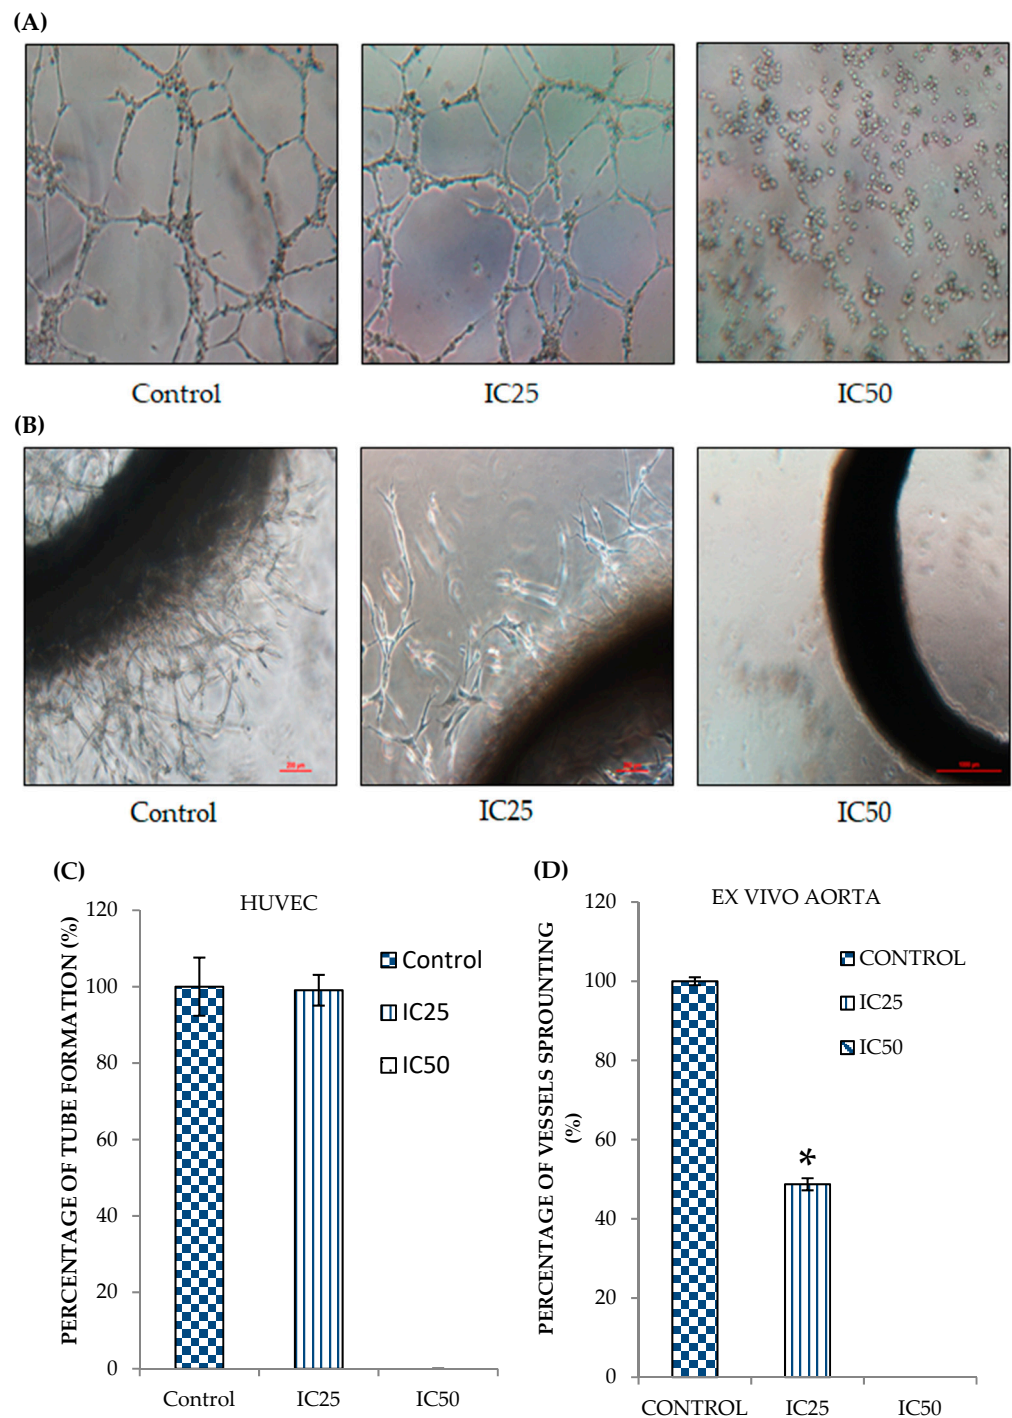 (A)
Control
IC25
IC50
(B)
Control
IC25
IC50
(C)
HUVEC
PERCENTAGE OF TUBE FORMATION (%)
120
100
80
60
40
20
0
Control
IC25
IC50
Control
IC25
IC50
(D)
EX VIVO AORTA
PERCENTAGE OF VESSELS SPROUNTING
(%)
120
100
80
60
40
20
0
*
CONTROL
IC25
IC50
CONTROL
IC25
IC50